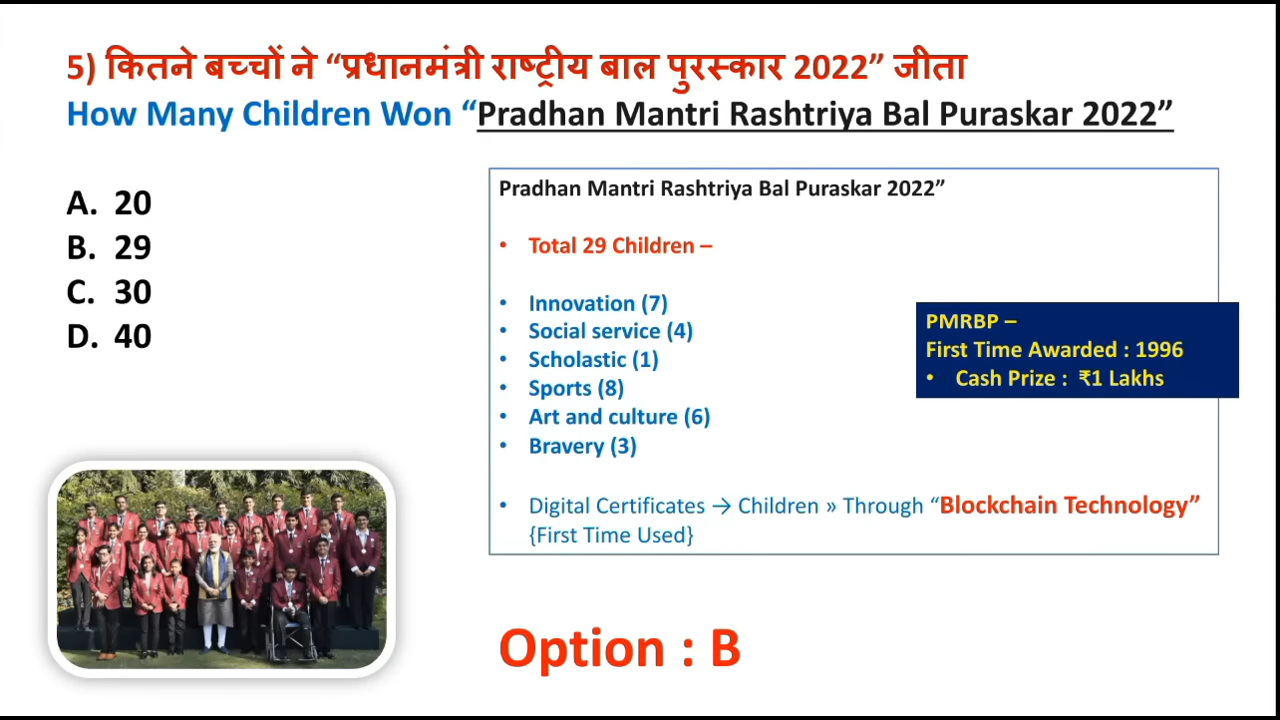 5) कितने बच्चों ने “प्रधानमंत्री राष्ट्रीय बाल पुरस्कार 2022” जीता
How Many Children Won “Pradhan Mantri Rashtriya Bal Puraskar 2022”
A. 20
B. 29
C. 30
D. 40
Pradhan Mantri Rashtriya Bal Puraskar 2022”
• Total 29 Children –
• Innovation (7)
• Social service (4)
• Scholastic (1)
• Sports (8)
• Art and culture (6)
• Bravery (3)
• Digital Certificates → Children » Through “Blockchain Technology”
{First Time Used}
PMRBP –
First Time Awarded : 1996
• Cash Prize : ₹1 Lakhs
Option : B